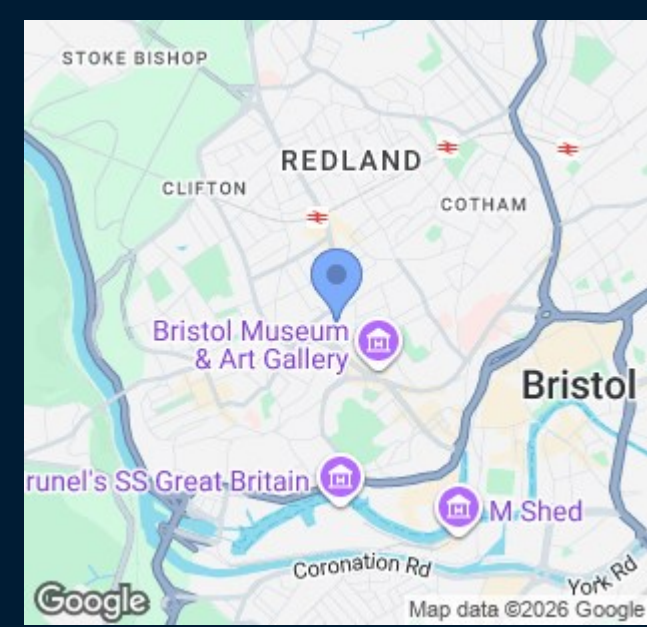 STOKE BISHOP
REDLAND
CLIFTON
COTHAM
Bristol Museum
& Art Gallery
Bristol
runel's SS Great Britain
M Shed
Coronation Rd
York Rd
Google
Map data ©2026 Google